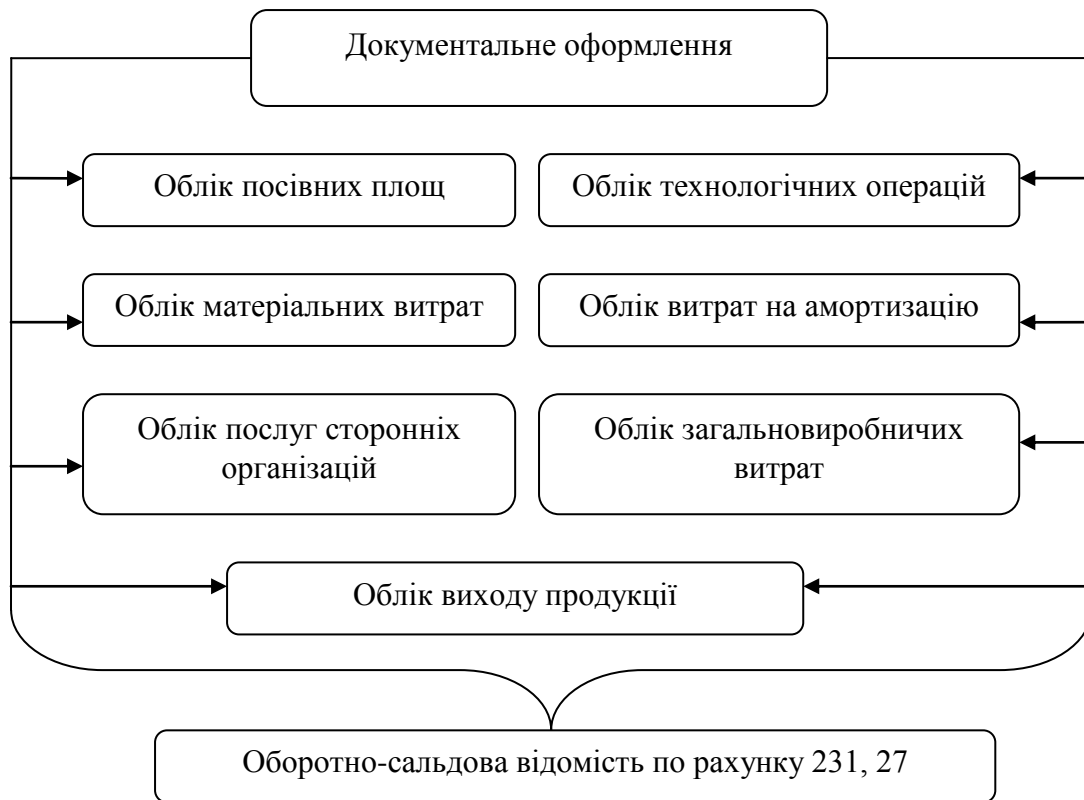 Документальне оформлення
Облік посівних площ
Облік технологічних операцій
Облік матеріальних витрат
Облік витрат на амортизацію
Облік послуг сторонніх
організацій
Облік загальновиробничих
витрат
Облік виходу продукції
Оборотно-сальдова відомість по рахунку 231, 27